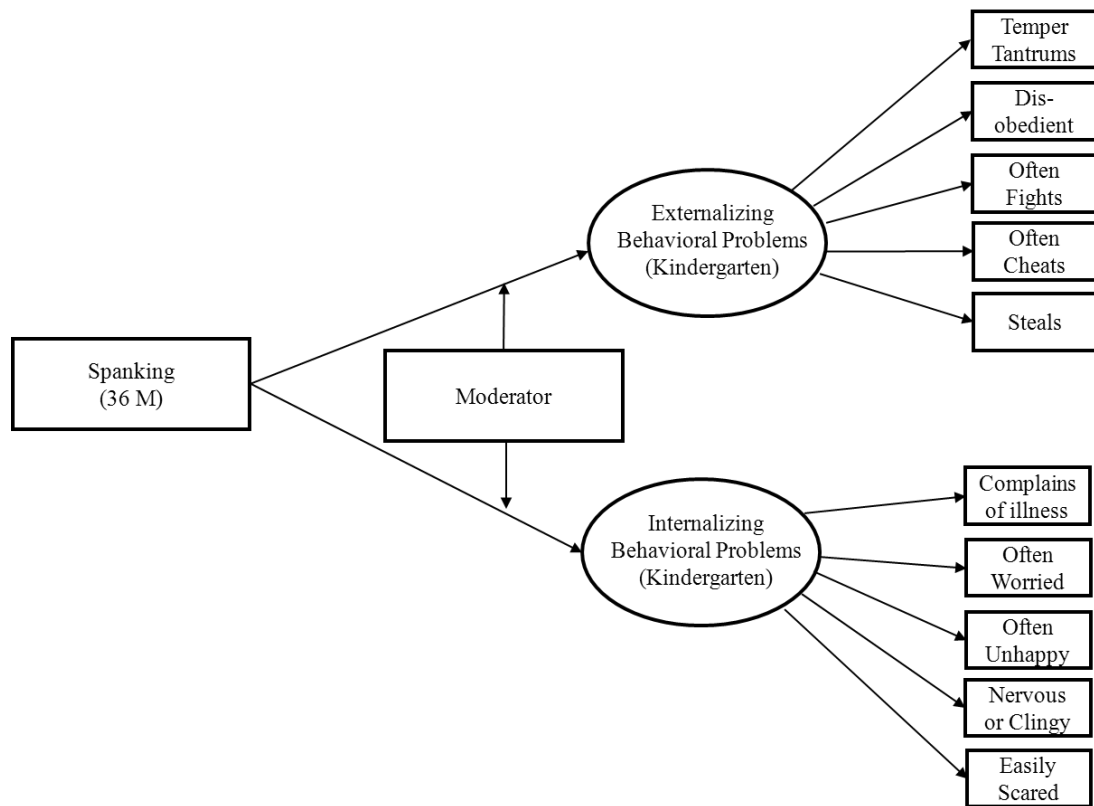 Temper
Tantrums
Dis-
obedient
Often
Fights
Externalizing
Behavioral Problems
(Kindergarten)
Often
Cheats
Steals
Spanking
(36 M)
Moderator
Internalizing
Behavioral Problems
(Kindergarten)
Complains
of illness
Often
Worried
Often
Unhappy
Nervous
or Clingy
Easily
Scared